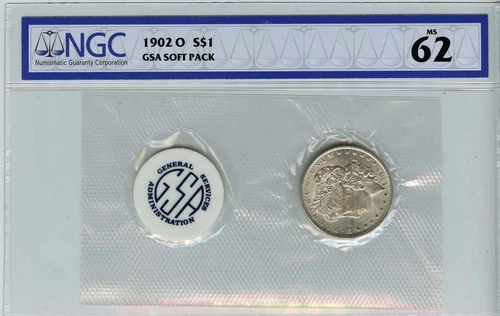 NGC
Numismatic Guaranty Corporation
1902 O S$1
GSA SOFT PACK
MS
62
GENERAL SERVICES
ADMINISTRATION
GSA